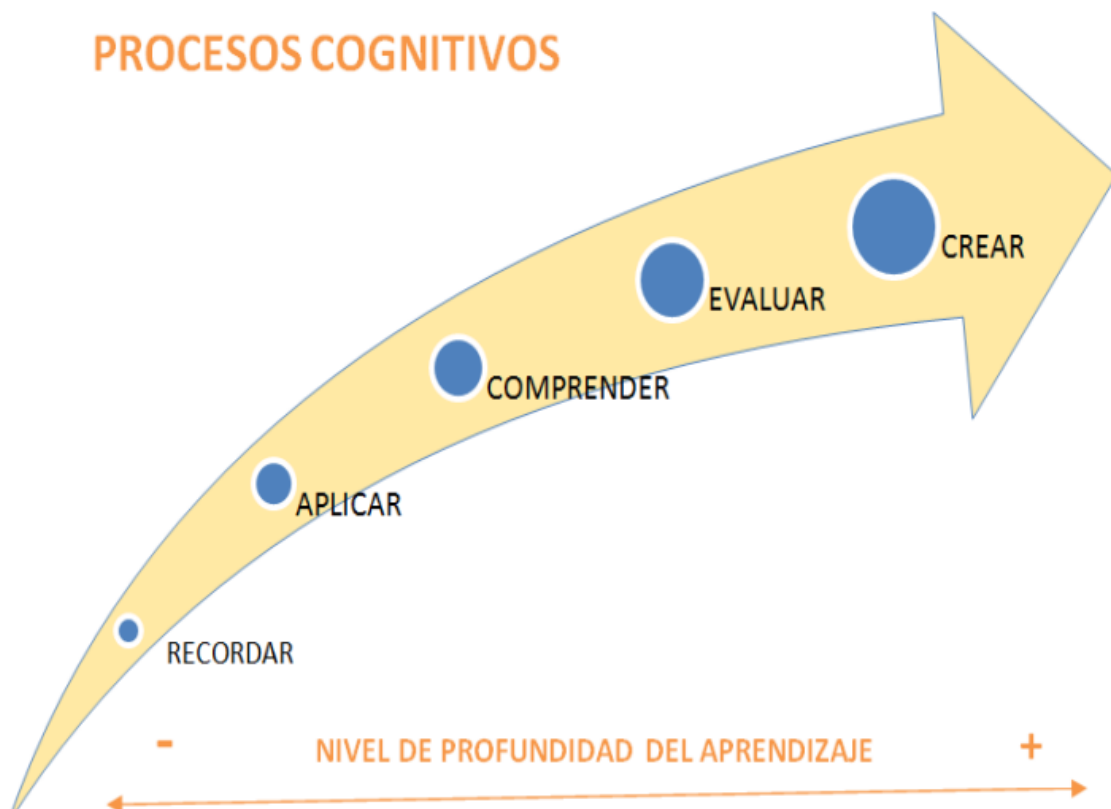 PROCESOS COGNITIVOS
CREAR
EVALUAR
COMPRENDER
APLICAR
RECORDAR
- NIVEL DE PROFUNDIDAD DEL APRENDIZAJE +